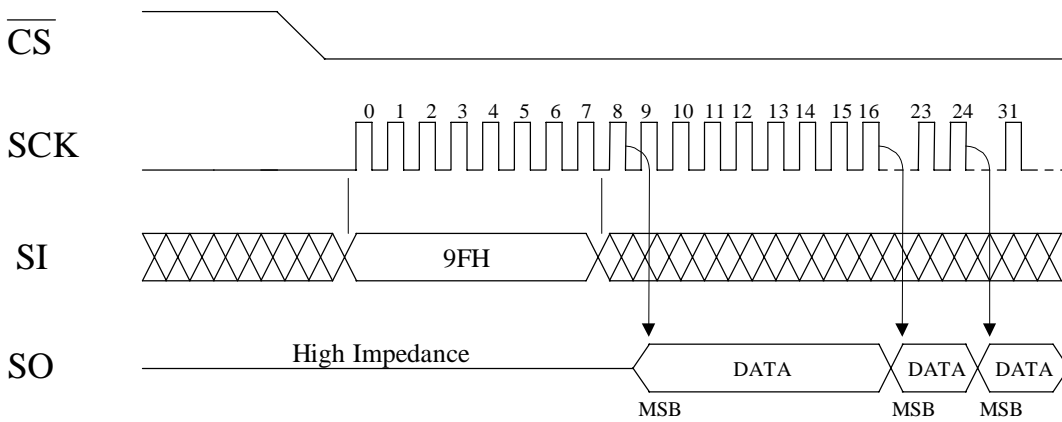 CS
0 1 2 3 4 5 6 7 8 9 10 11 12 13 14 15 16 23 24 31
SCK
SI
9FH
High Impedance
SO
DATA DATA DATA
MSB MSB MSB